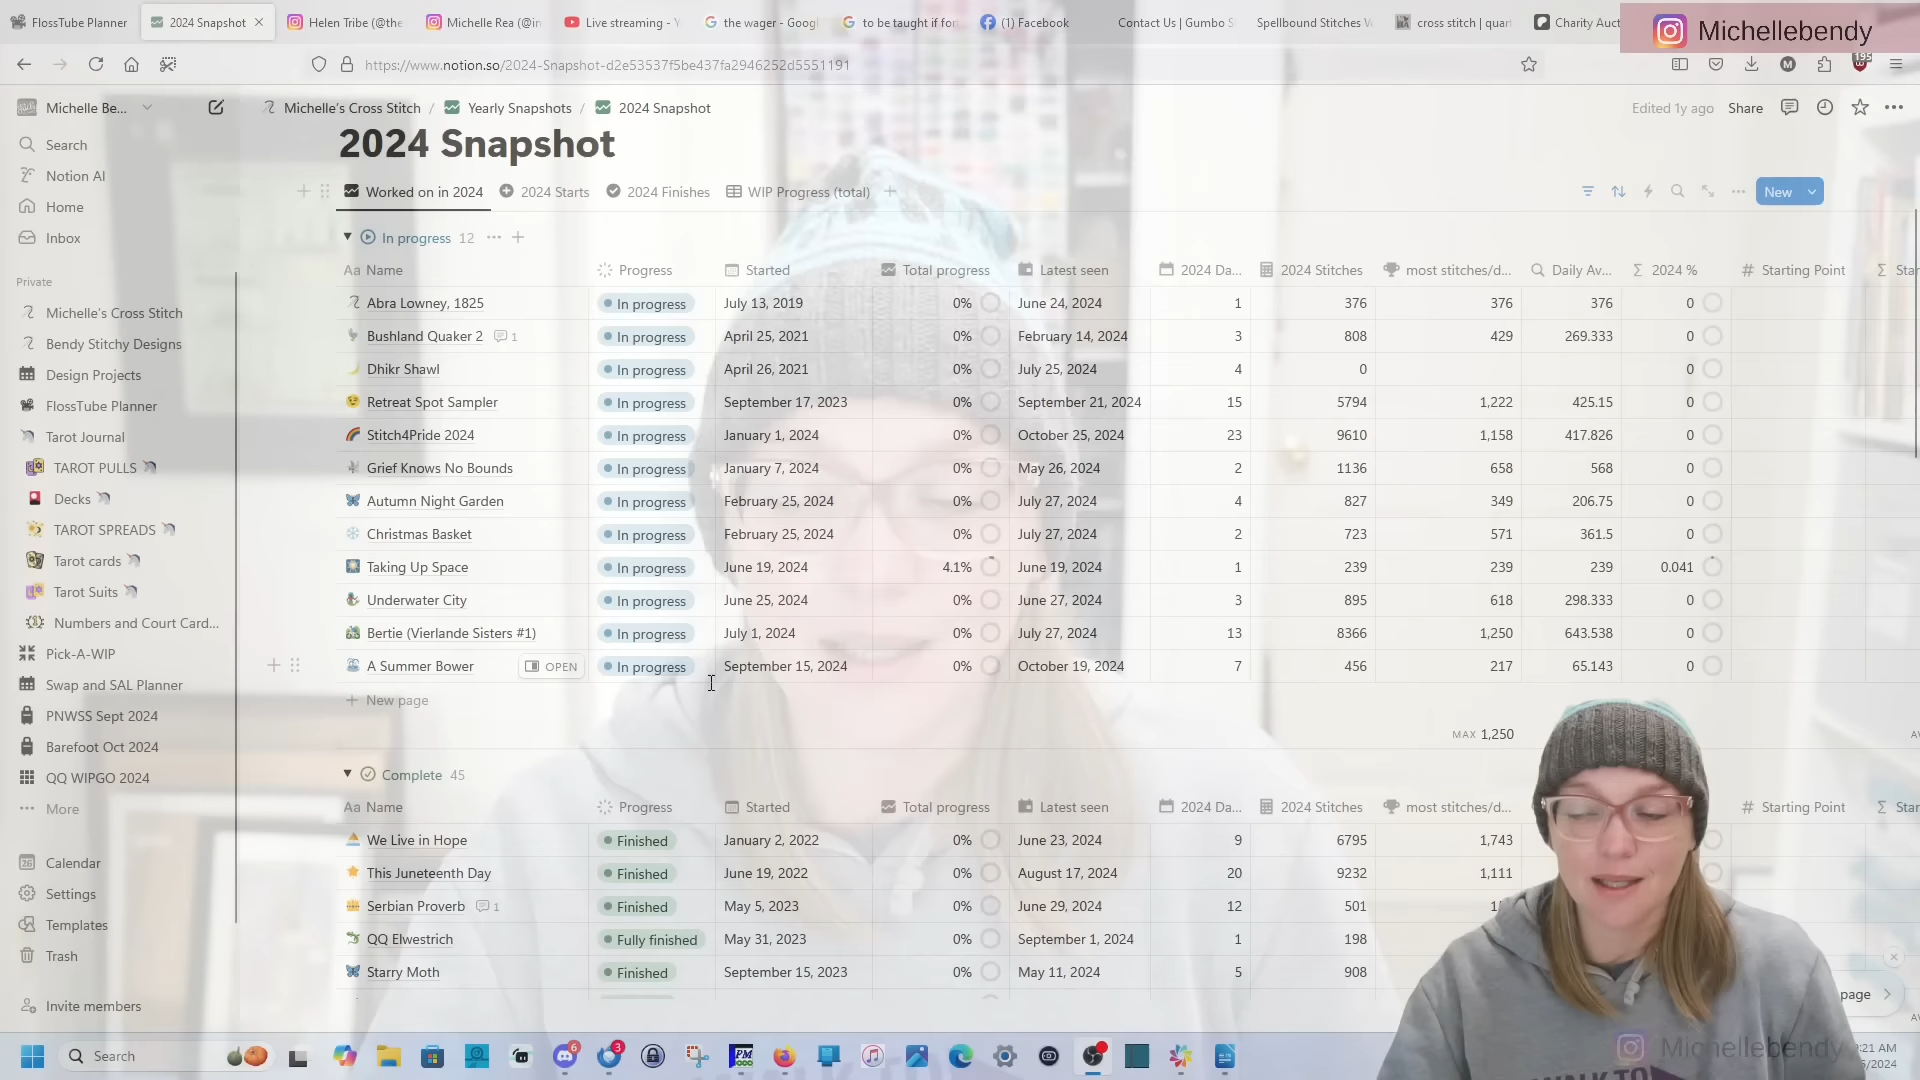 FlossTube Planner
2024 Snapshot
Helen Tribe (@the
Michelle Rea (@in
Live streaming - Y
the wager - Googl
to be taught if for
(1) Facebook
Contact Us | Gumbo S
Spellbound Stitches W
cross stitch | quar
Charity Auct
Michellebendy
https://www.notion.so/2024-Snapshot-d2e53537f5be437fa2946252d5551191
M
195
Michelle Be...
Michelle's Cross Stitch / Yearly Snapshots / 2024 Snapshot
Edited 1y ago
Share
2024 Snapshot
Worked on in 2024
2024 Starts
2024 Finishes
WIP Progress (total)
New
Search
Notion AI
Home
Inbox
Private
Michelle's Cross Stitch
Bendy Stitchy Designs
Design Projects
FlossTube Planner
Tarot Journal
TAROT PULLS
Decks
TAROT SPREADS
Tarot cards
Tarot Suits
Numbers and Court Card...
Pick-A-WIP
Swap and SAL Planner
PNWSS Sept 2024
Barefoot Oct 2024
QQ WIPGO 2024
More
Calendar
Settings
Templates
Trash
Invite members
In progress 12
Aa Name Progress Started Total progress Latest seen 2024 Da... 2024 Stitches most stitches/d... Daily Av... Σ 2024 % # Starting Point Σ Star
Abra Lowney, 1825 In progress July 13, 2019 0% June 24, 2024 1 376 376 376 0
Bushland Quaker 2 1 In progress April 25, 2021 0% February 14, 2024 3 808 429 269.333 0
Dhikr Shawl In progress April 26, 2021 0% July 25, 2024 4 0 0
Retreat Spot Sampler In progress September 17, 2023 0% September 21, 2024 15 5794 1,222 425.15 0
Stitch4Pride 2024 In progress January 1, 2024 0% October 25, 2024 23 9610 1,158 417.826 0
Grief Knows No Bounds In progress January 7, 2024 0% May 26, 2024 2 1136 658 568 0
Autumn Night Garden In progress February 25, 2024 0% July 27, 2024 4 827 349 206.75 0
Christmas Basket In progress February 25, 2024 0% July 27, 2024 2 723 571 361.5 0
Taking Up Space In progress June 19, 2024 4.1% June 19, 2024 1 239 239 239 0.041
Underwater City In progress June 25, 2024 0% June 27, 2024 3 895 618 298.333 0
Bertie (Vierlande Sisters #1) In progress July 1, 2024 0% July 27, 2024 13 8366 1,250 643.538 0
A Summer Bower OPEN In progress September 15, 2024 0% October 19, 2024 7 456 217 65.143 0
New page
MAX 1,250
Complete 45
Aa Name Progress Started Total progress Latest seen 2024 Da... 2024 Stitches most stitches/d... # Starting Point Σ Star
We Live in Hope Finished January 2, 2022 0% June 23, 2024 9 6795 1,743
This Juneteenth Day Finished June 19, 2022 0% August 17, 2024 20 9232 1,111
Serbian Proverb 1 Finished May 5, 2023 0% June 29, 2024 12 501
QQ Elwestrich Fully finished May 31, 2023 0% September 1, 2024 1 198
Starry Moth Finished September 15, 2023 0% May 11, 2024 5 908
page
Search
6
3
Michellebendy
:21 AM
/2024
WALK TO